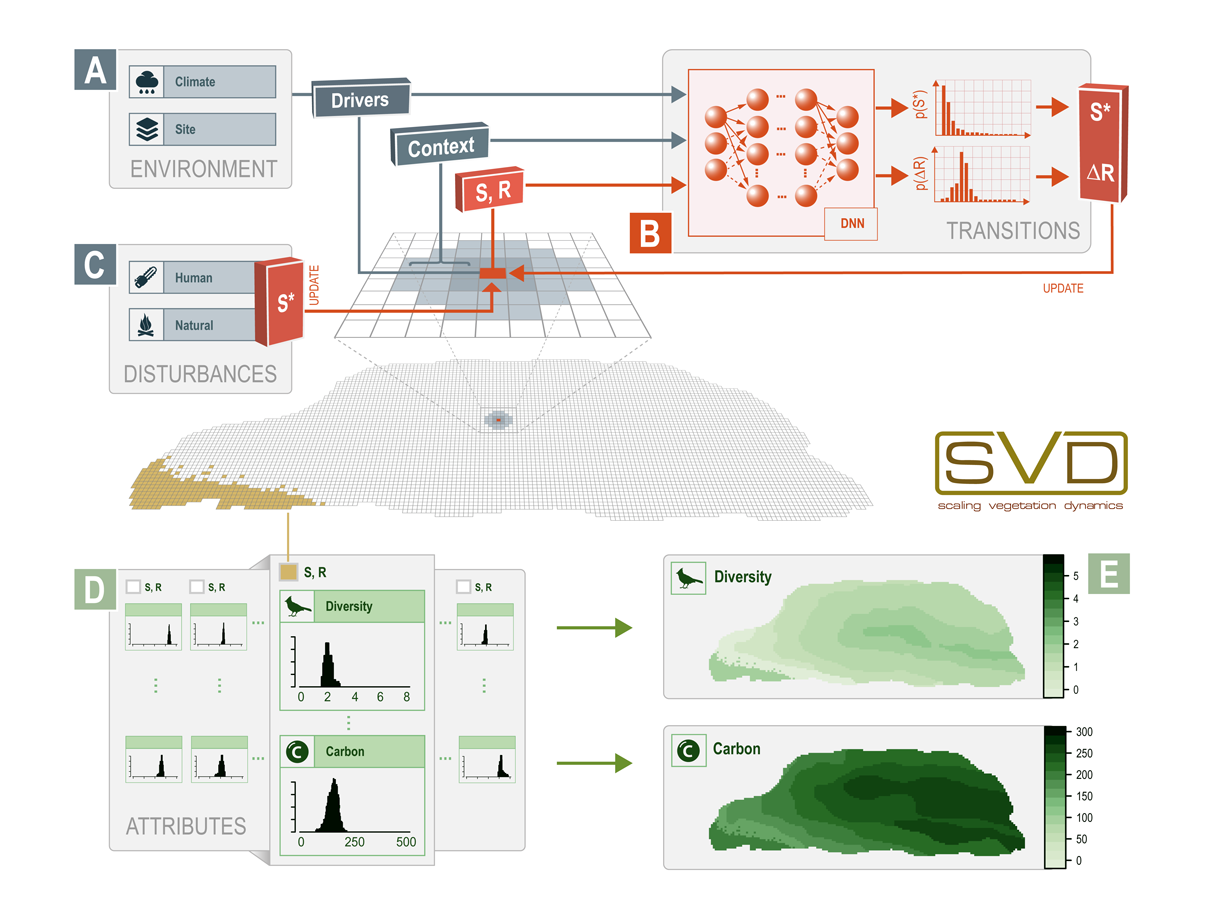 A
Climate
Site
ENVIRONMENT
Drivers
Context
S, R
B
DNN
p(S*)
p(ΔR)
S*
ΔR
TRANSITIONS
UPDATE
C
Human
Natural
S*
UPDATE
DISTURBANCES
SVD
scaling vegetation dynamics
D
S, R
S, R
S, R
S, R
Diversity
0 2 4 6 8
Carbon
C
0 250 500
ATTRIBUTES
E
Diversity
5
4
3
2
1
0
C
Carbon
300
250
200
150
100
50
0